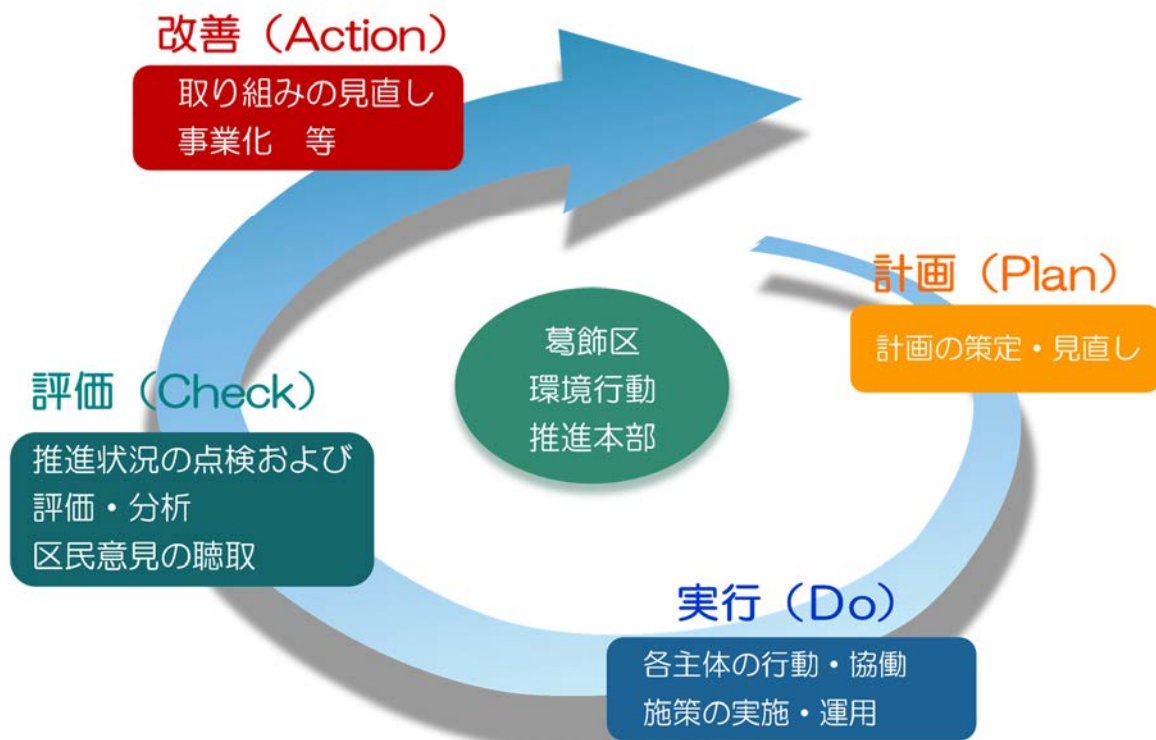 改善（Action）
取り組みの見直し
事業化　等
計画（Plan）
計画の策定・見直し
葛飾区
環境行動
推進本部
評価（Check）
推進状況の点検および
評価・分析
区民意見の聴取
実行（Do）
各主体の行動・協働
施策の実施・運用